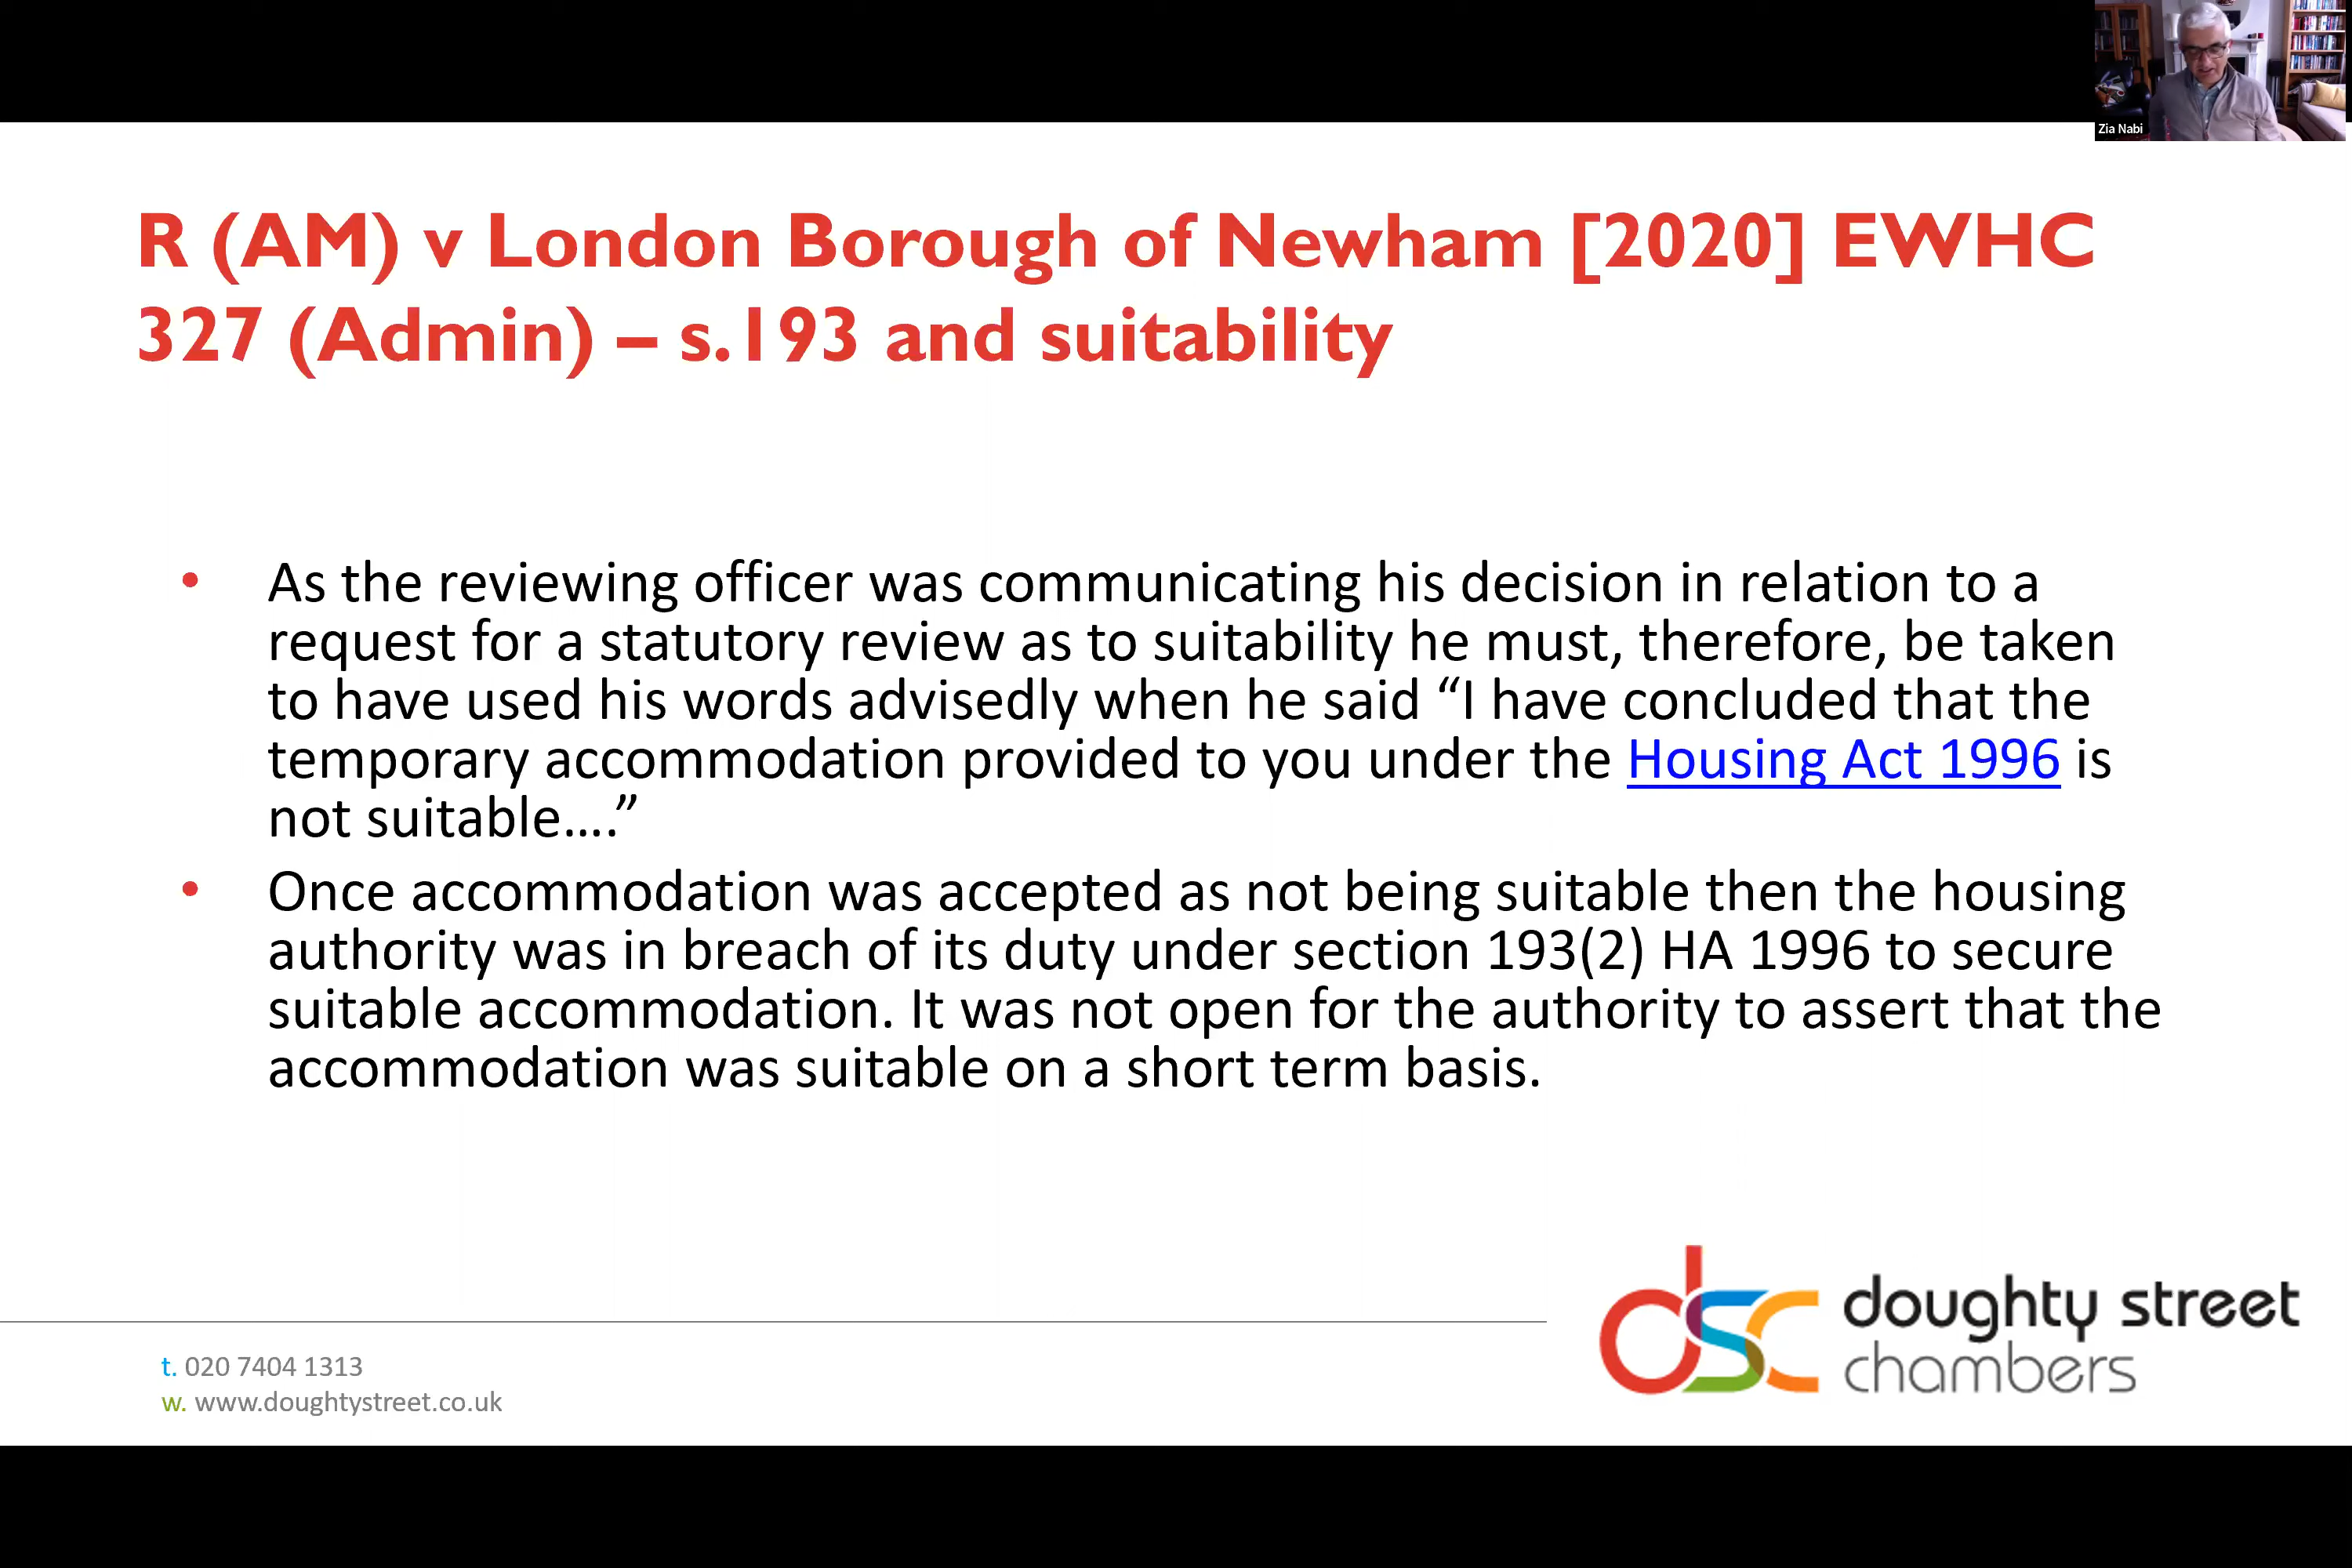 Zia Nabi
R (AM) v London Borough of Newham [2020] EWHC
327 (Admin) – s.193 and suitability
• As the reviewing officer was communicating his decision in relation to a
request for a statutory review as to suitability he must, therefore, be taken
to have used his words advisedly when he said “I have concluded that the
temporary accommodation provided to you under the Housing Act 1996 is
not suitable….”
• Once accommodation was accepted as not being suitable then the housing
authority was in breach of its duty under section 193(2) HA 1996 to secure
suitable accommodation. It was not open for the authority to assert that the
accommodation was suitable on a short term basis.
t. 020 7404 1313
w. www.doughtystreet.co.uk
dsc
doughty street
chambers